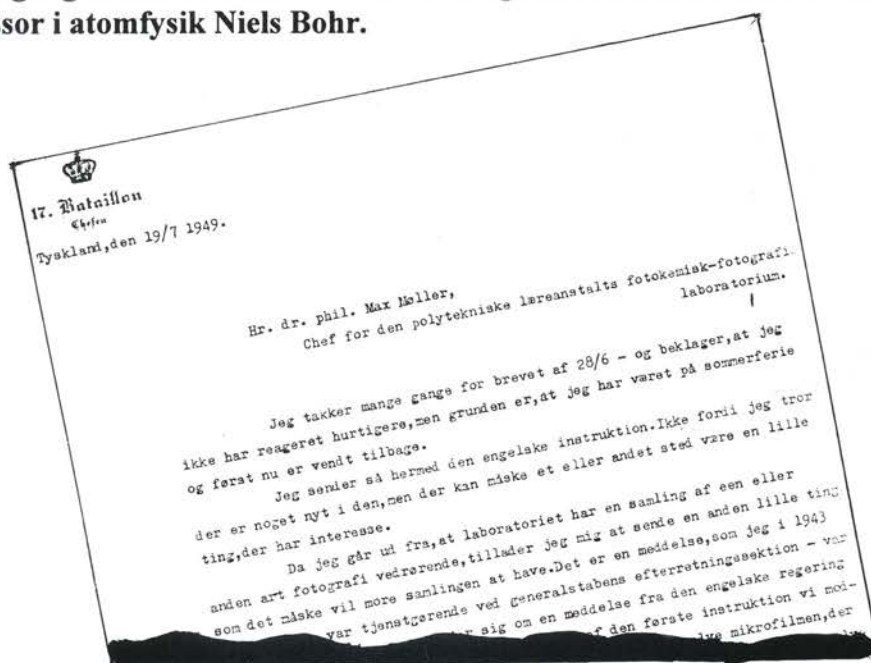 ssor i atomfysik Niels Bohr.
17. Bataillon
Chefen
Tyskland,den 19/7 1949.
Hr. dr. phil. Max Møller,
Chef for den polytekniske læreanstalts fotokemisk-fotografi
laboratorium.
Jeg takker mange gange for brevet af 28/6 - og beklager,at jeg
ikke har reageret hurtigere,men grunden er,at jeg har været på sommerferie
og først nu er vendt tilbage.
Jeg sender så hermed den engelske instruktion.Ikke fordi jeg tror
der er noget nyt i den,men der kan måske et eller andet sted være en lille
ting,der har interesse.
Da jeg går ud fra,at laboratoriet har en samling af een eller
anden art fotografi vedrørende,tillader jeg mig at sende en anden lille ting
som det måske vil more samlingen at have.Det er en meddelse,som jeg i 1943
var tjenstgørende ved generalstabens efterretningssektion - var
sig om en meddelse fra den engelske regering
af den første instruktion vi mod-
mikrofilmen,der